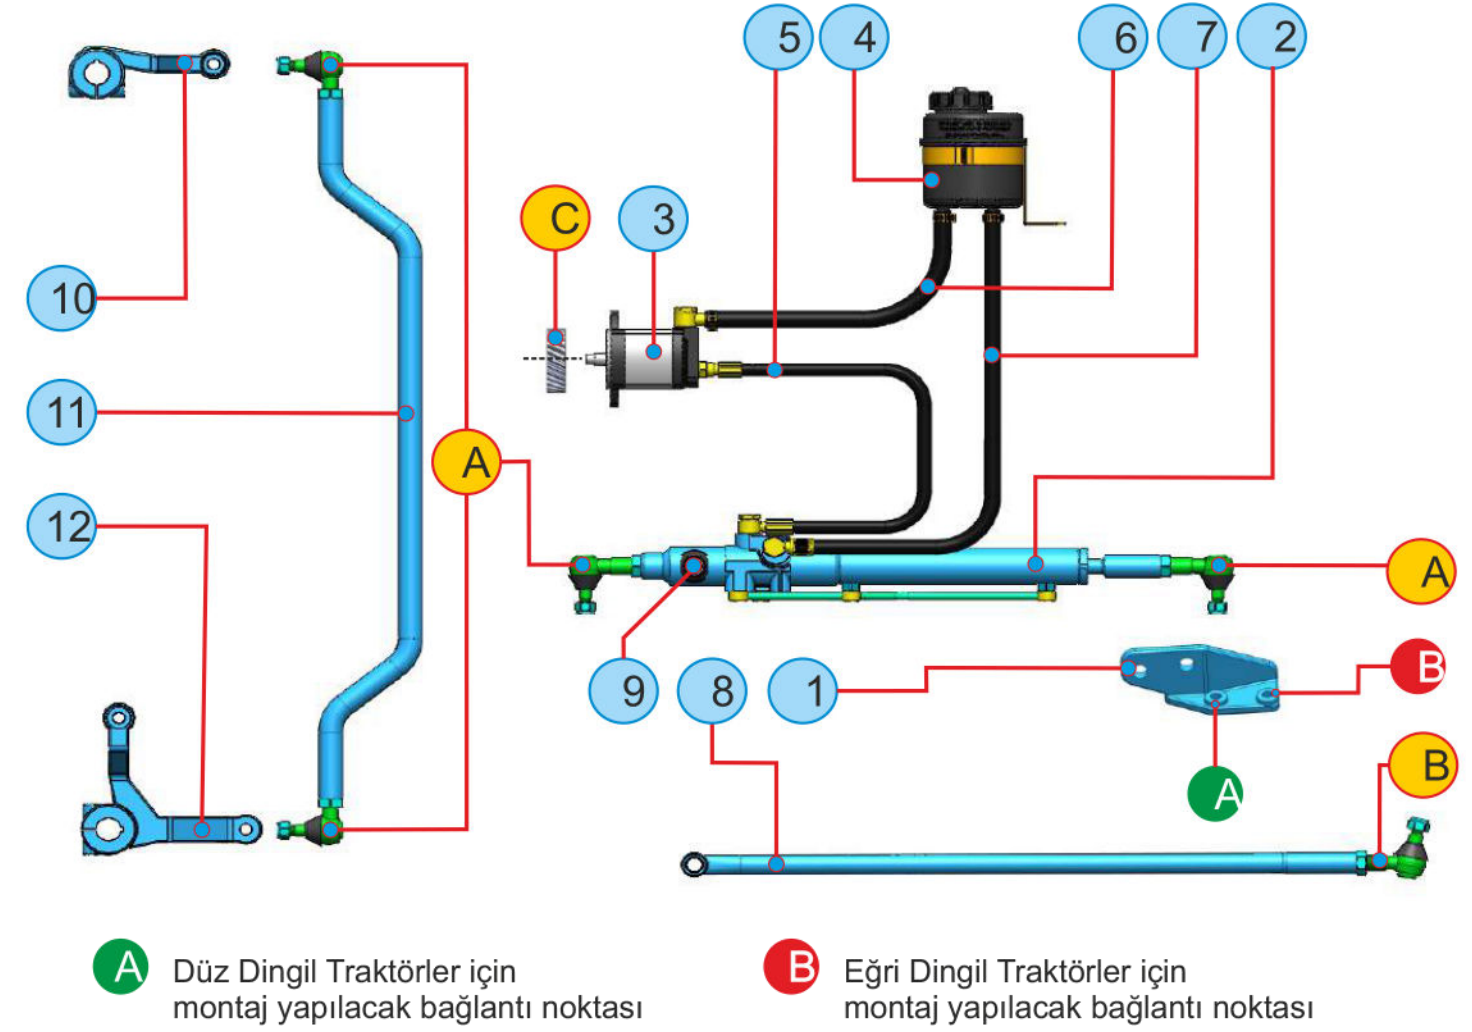 5 4 6 7 2
C 3
10
11
A
12
A
B
9 8 1
A
B
A Düz Dingil Traktörler için
montaj yapılacak bağlantı noktası
B Eğri Dingil Traktörler için
montaj yapılacak bağlantı noktası